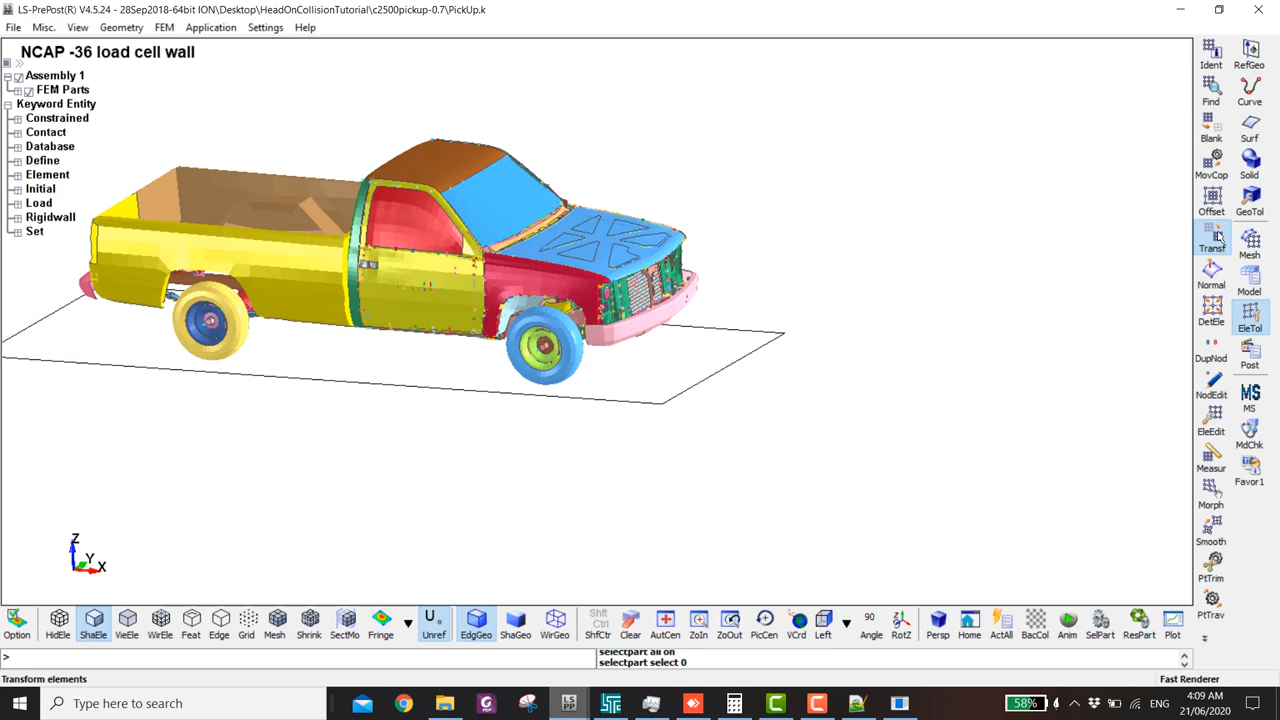 LS-PrePost(R) V4.5.24 - 28Sep2018-64bit ION\Desktop\HeadOnCollisionTutorial\c2500pickup-0.7\PickUp.k
File Misc. View Geometry FEM Application Settings Help
NCAP -36 load cell wall
Assembly 1
FEM Parts
Keyword Entity
Constrained
Contact
Database
Define
Element
Initial
Load
Rigidwall
Set
Ident RefGeo
Find Curve
Blank Surf
MovCop Solid
Offset GeoTol
Transf Mesh
Normal Model
DetEle EleTol
DupNod Post
NodEdit MS
EleEdit MdChk
Measur Favor1
Morph
Smooth
PtTrim
PtTrav
Z
Y
X
Option HidEle ShaEle VieEle WirEle Feat Edge Grid Mesh Shrink SectMo Fringe Unref EdgGeo ShaGeo WirGeo Shft Ctrl ShfCtr Clear AutCen ZoIn ZoOut PicCen VCrd Left 90 Angle RotZ Persp Home ActAll BacCol Anim SelPart ResPart Plot
>
selectpart all on
selectpart select 0
Transform elements
Fast Renderer
Type here to search
58%
ENG
4:09 AM
21/06/2020